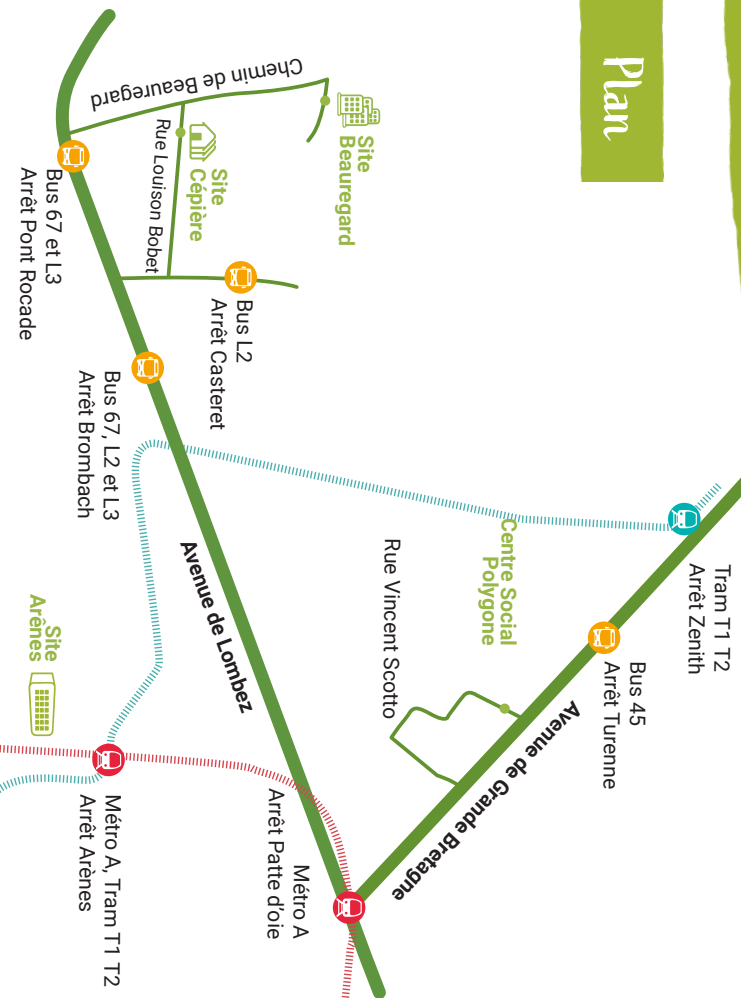 Plan
Chemin de Beauregard
Site
Beauregard
Rue Louison Bobet
Site
Cépière
Bus 67 et L3
Arrêt Pont Rocade
Bus L2
Arrêt Casteret
Bus 67, L2 et L3
Arrêt Brombach
Avenue de Lombez
Tram T1 T2
Arrêt Zenith
Centre Social
Polygone
Rue Vincent Scotto
Bus 45
Arrêt Turenne
Avenue de Grande Bretagne
Site
Arênes
Métro A, Tram T1 T2
Arrêt Arènes
Métro A
Arrêt Patte d'oie